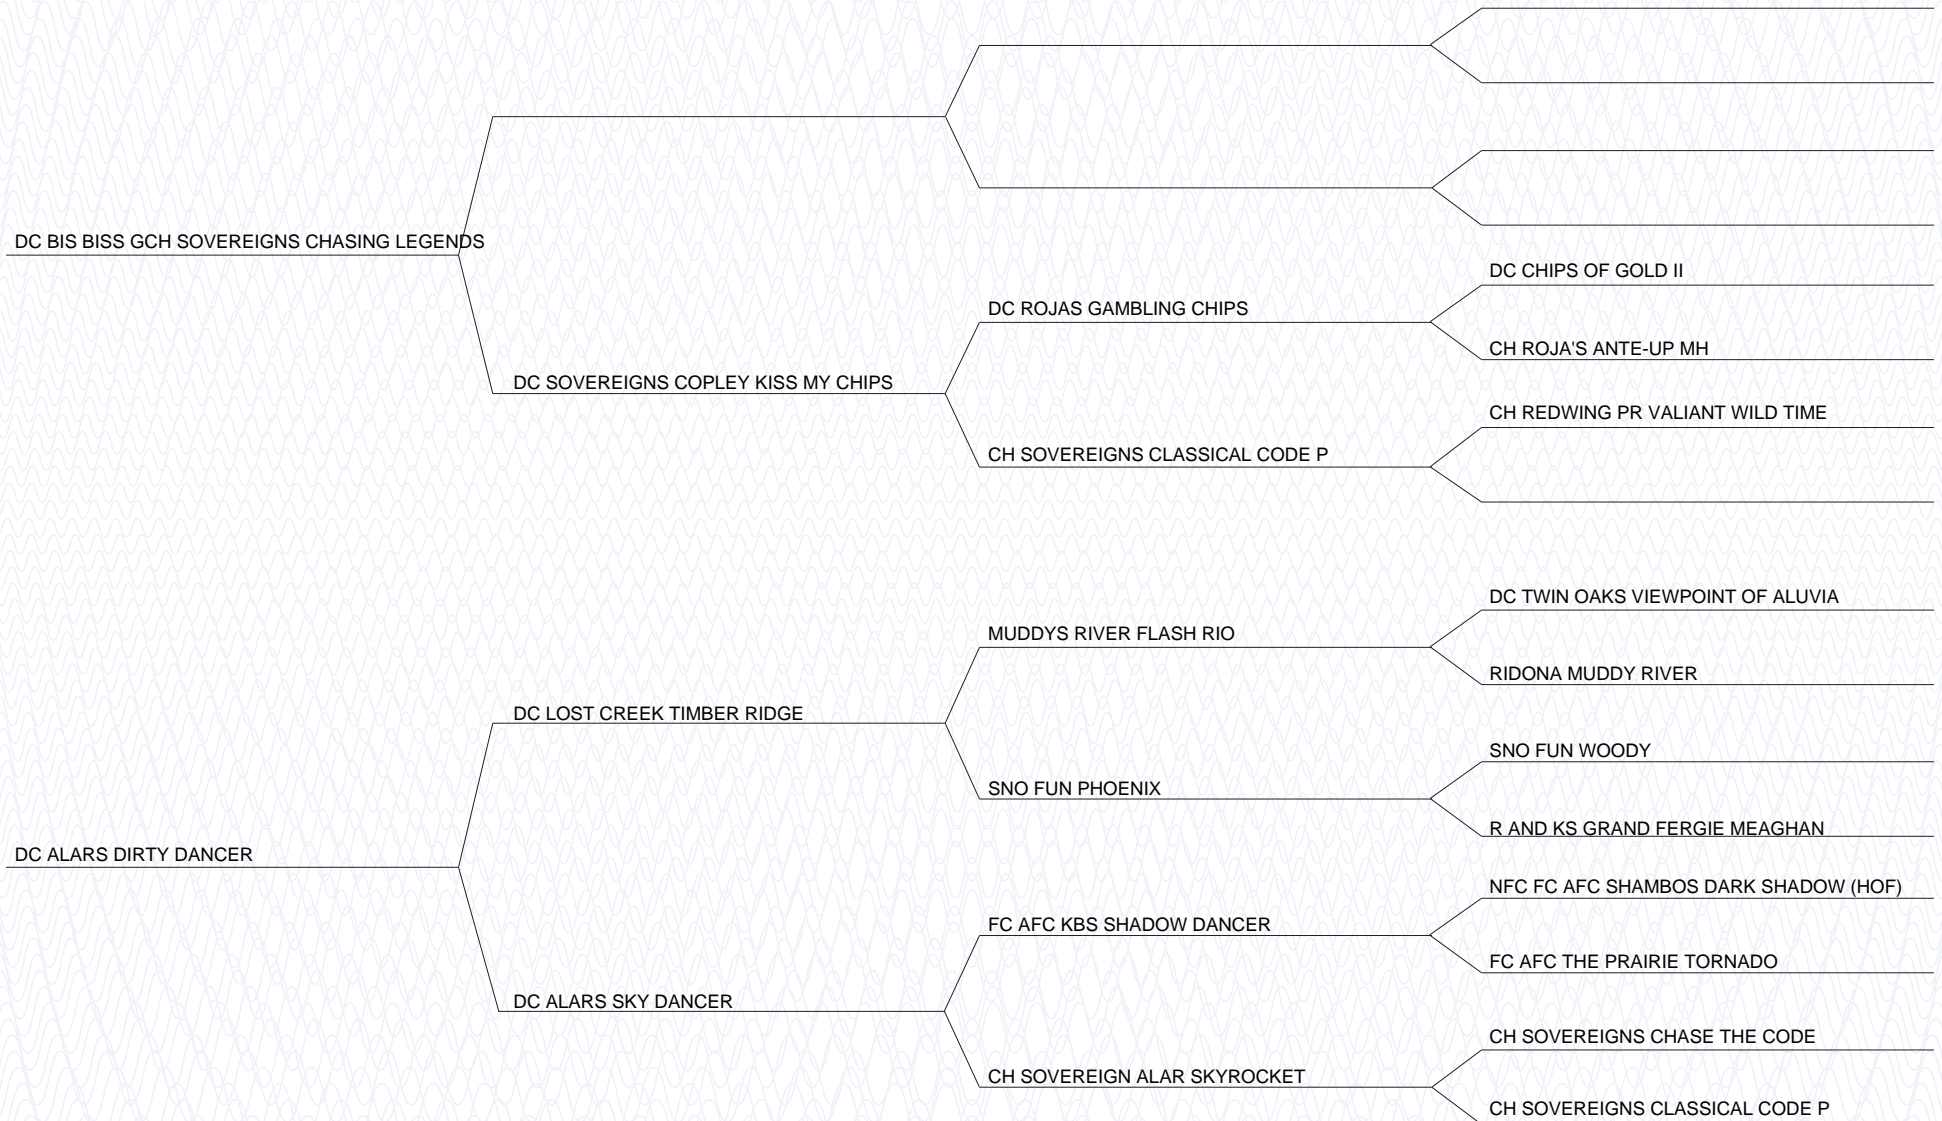 DC BIS BISS GCH SOVEREIGNS CHASING LEGENDS
DC CHIPS OF GOLD II
DC ROJAS GAMBLING CHIPS
CH ROJA'S ANTE-UP MH
DC SOVEREIGNS COPLEY KISS MY CHIPS
CH REDWING PR VALIANT WILD TIME
CH SOVEREIGNS CLASSICAL CODE P
DC TWIN OAKS VIEWPOINT OF ALUVIA
MUDDYS RIVER FLASH RIO
RIDONA MUDDY RIVER
DC LOST CREEK TIMBER RIDGE
SNO FUN WOODY
SNO FUN PHOENIX
R AND KS GRAND FERGIE MEAGHAN
DC ALARS DIRTY DANCER
NFC FC AFC SHAMBOS DARK SHADOW (HOF)
FC AFC KBS SHADOW DANCER
FC AFC THE PRAIRIE TORNADO
DC ALARS SKY DANCER
CH SOVEREIGNS CHASE THE CODE
CH SOVEREIGN ALAR SKYROCKET
CH SOVEREIGNS CLASSICAL CODE P